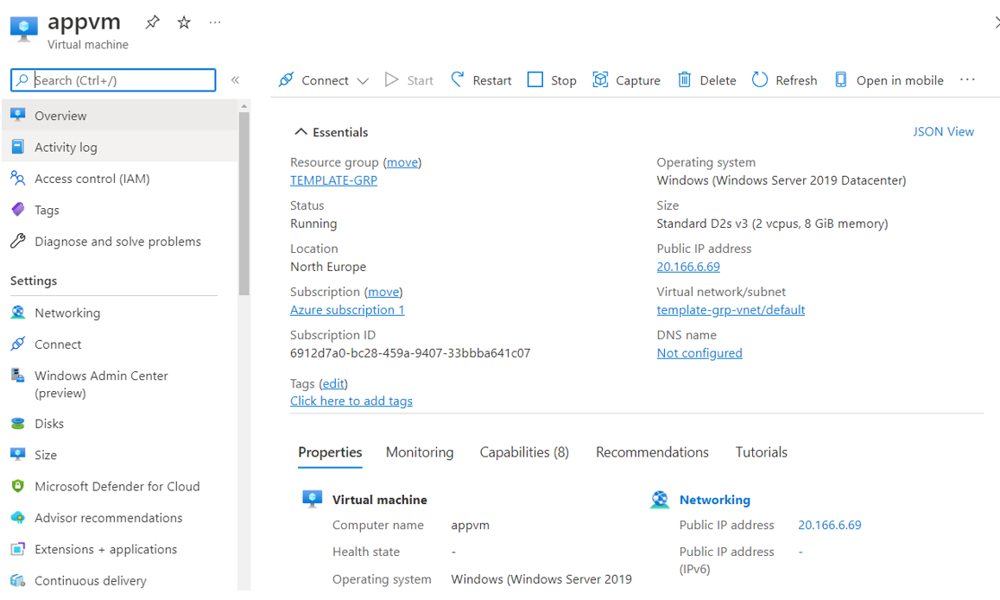 appvm
Virtual machine
Search (Ctrl+/)
«
Overview
Activity log
Access control (IAM)
Tags
Diagnose and solve problems
Settings
Networking
Connect
Windows Admin Center
(preview)
Disks
Size
Microsoft Defender for Cloud
Advisor recommendations
Extensions + applications
Continuous delivery
Connect Start Restart Stop Capture Delete Refresh Open in mobile ...
Essentials
JSON View
Resource group (move)
TEMPLATE-GRP
Status
Running
Location
North Europe
Subscription (move)
Azure subscription 1
Subscription ID
6912d7a0-bc28-459a-9407-33bbba641c07
Tags (edit)
Click here to add tags
Operating system
Windows (Windows Server 2019 Datacenter)
Size
Standard D2s v3 (2 vcpus, 8 GiB memory)
Public IP address
20.166.6.69
Virtual network/subnet
template-grp-vnet/default
DNS name
Not configured
Properties Monitoring Capabilities (8) Recommendations Tutorials
Virtual machine
Computer name appvm
Health state -
Operating system Windows (Windows Server 2019
Networking
Public IP address 20.166.6.69
Public IP address -
(IPv6)